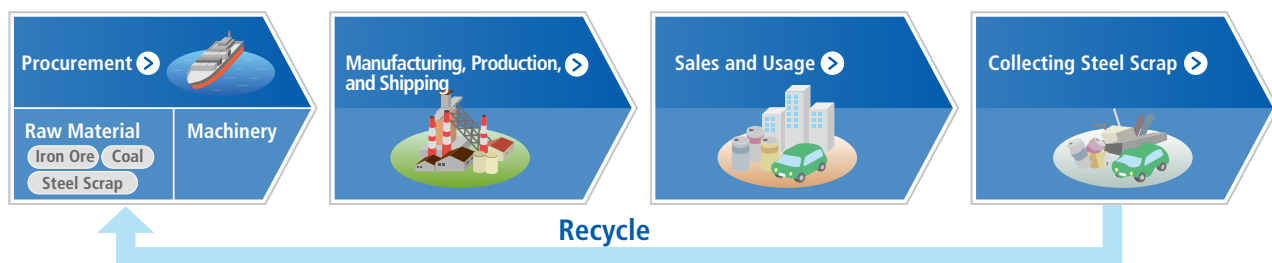 Procurement
Raw Material
Iron Ore
Coal
Steel Scrap
Machinery
Manufacturing, Production,
and Shipping
Sales and Usage
Collecting Steel Scrap
Recycle